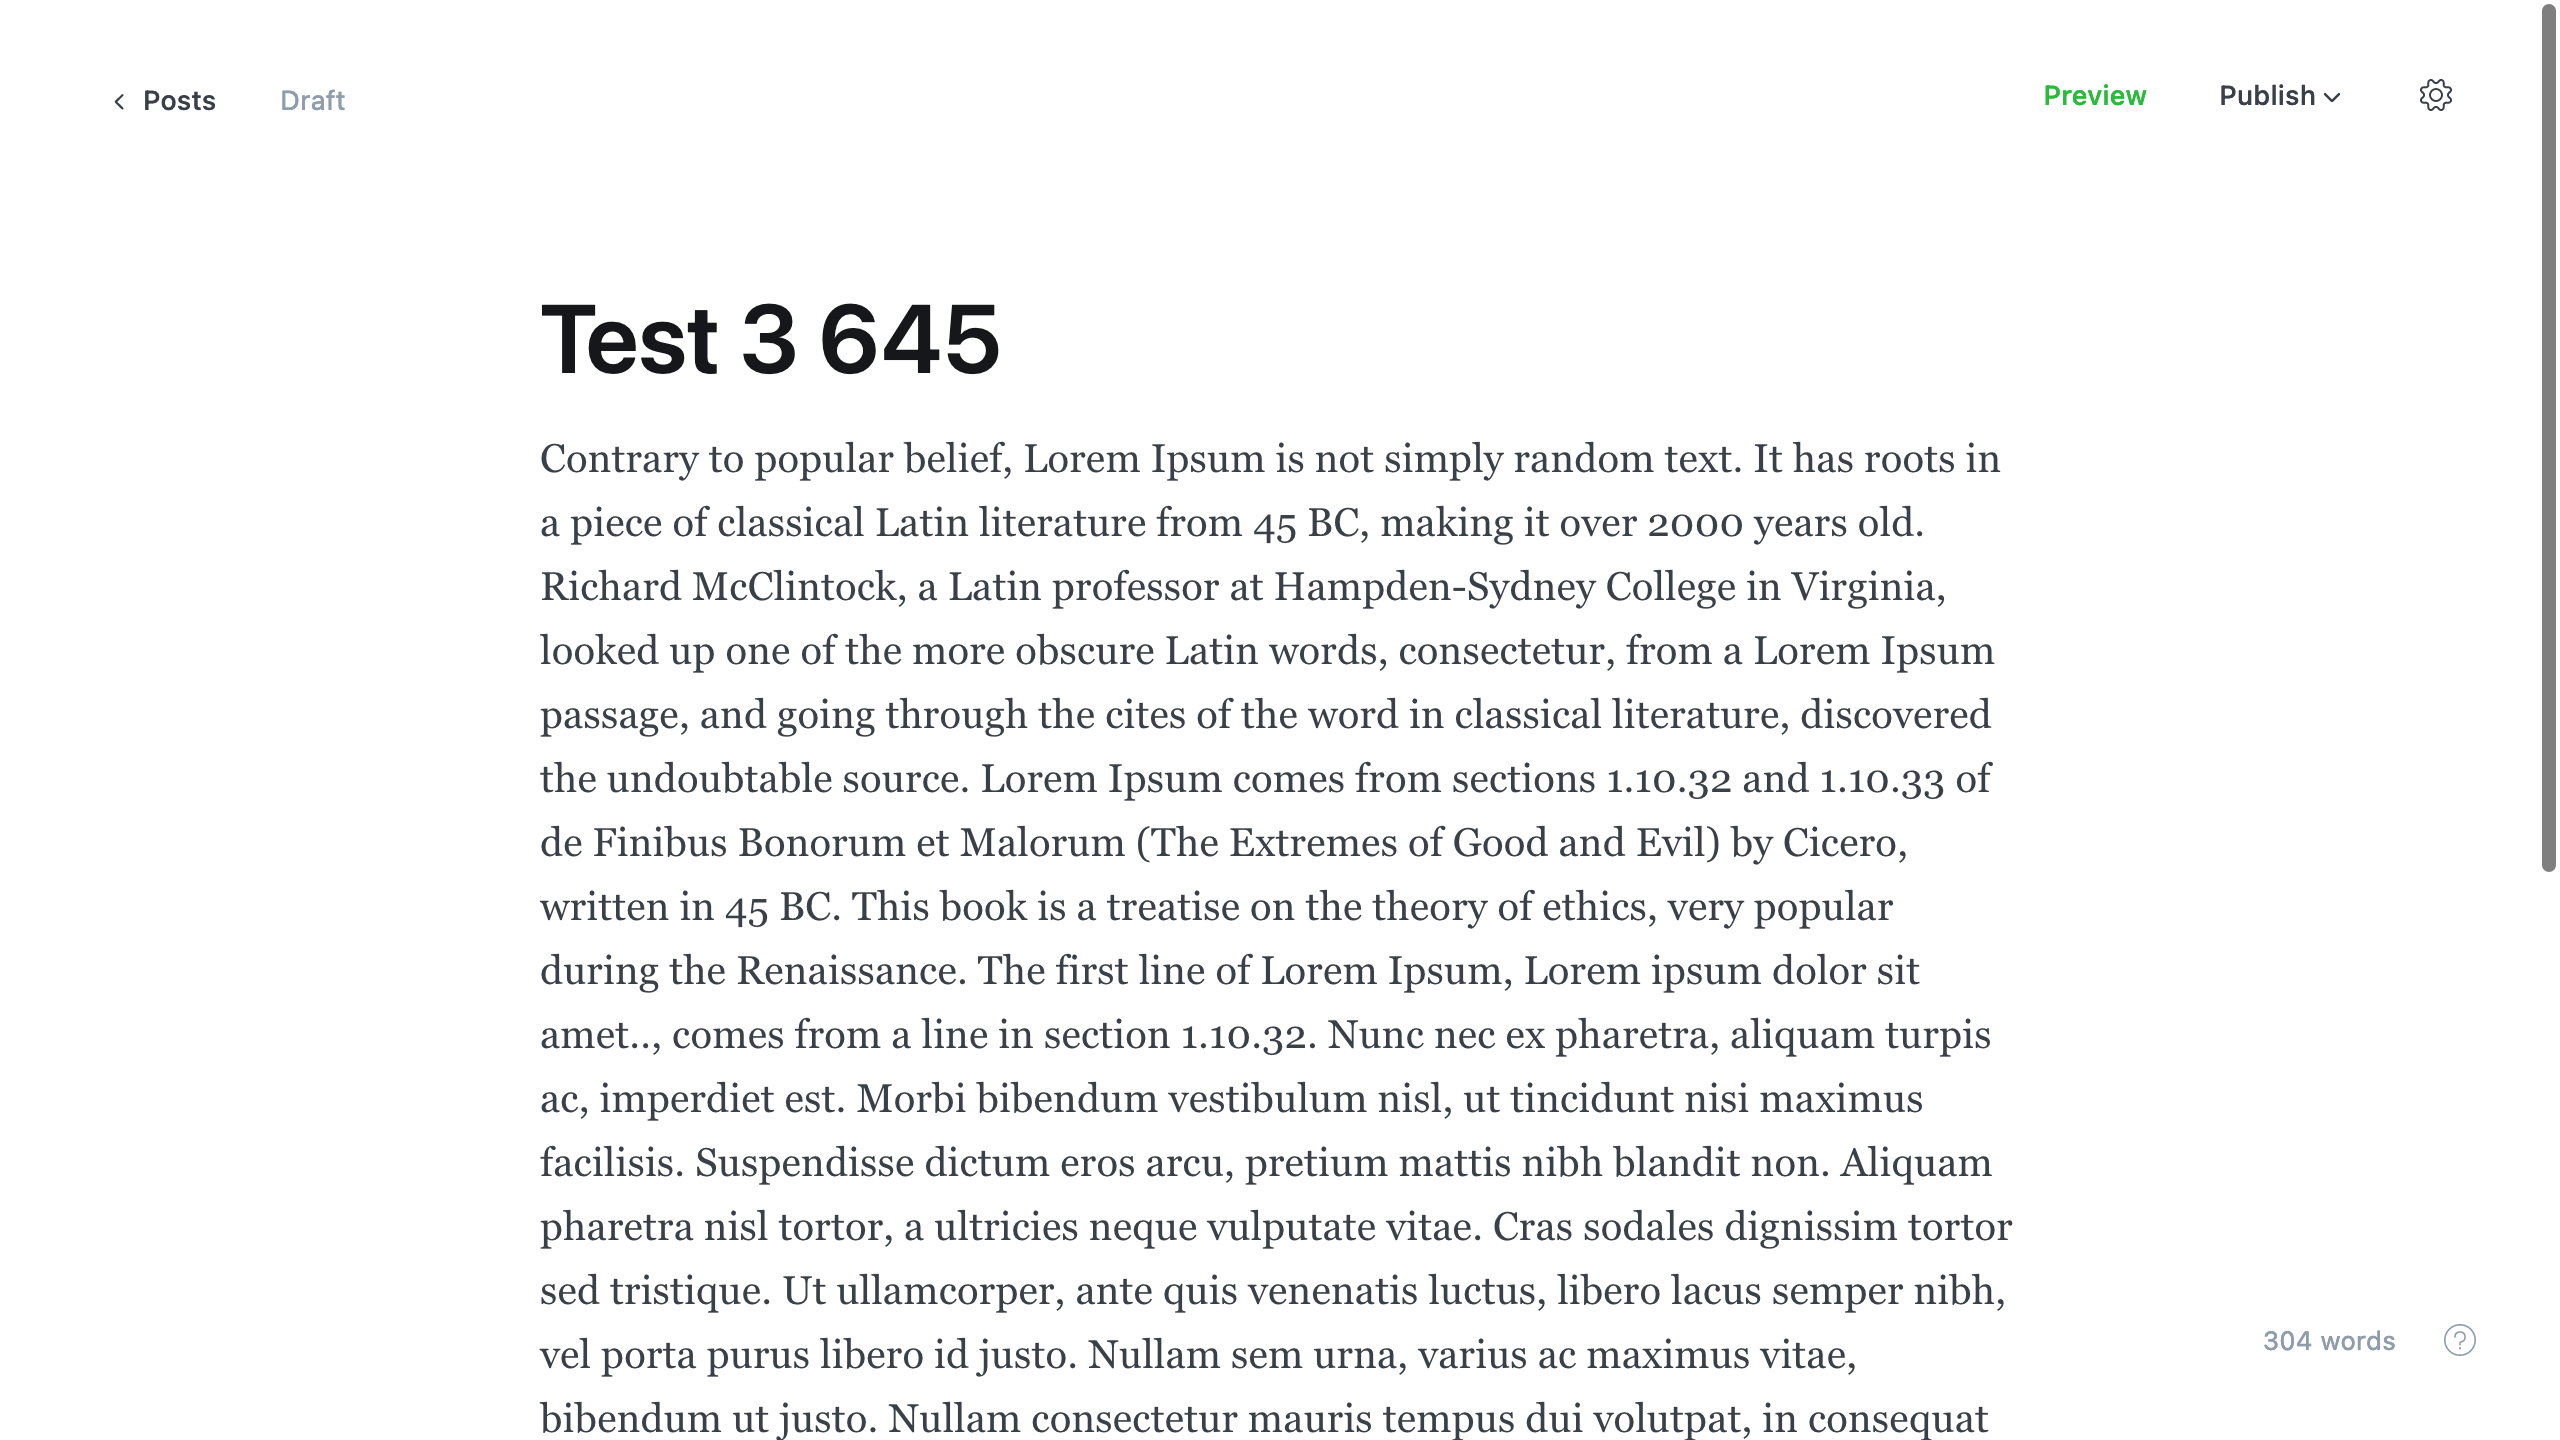 Posts
Draft
Preview
Publish
Test 3 645
Contrary to popular belief, Lorem Ipsum is not simply random text. It has roots in
a piece of classical Latin literature from 45 BC, making it over 2000 years old.
Richard McClintock, a Latin professor at Hampden-Sydney College in Virginia,
looked up one of the more obscure Latin words, consectetur, from a Lorem Ipsum
passage, and going through the cites of the word in classical literature, discovered
the undoubtable source. Lorem Ipsum comes from sections 1.10.32 and 1.10.33 of
de Finibus Bonorum et Malorum (The Extremes of Good and Evil) by Cicero,
written in 45 BC. This book is a treatise on the theory of ethics, very popular
during the Renaissance. The first line of Lorem Ipsum, Lorem ipsum dolor sit
amet.., comes from a line in section 1.10.32. Nunc nec ex pharetra, aliquam turpis
ac, imperdiet est. Morbi bibendum vestibulum nisl, ut tincidunt nisi maximus
facilisis. Suspendisse dictum eros arcu, pretium mattis nibh blandit non. Aliquam
pharetra nisl tortor, a ultricies neque vulputate vitae. Cras sodales dignissim tortor
sed tristique. Ut ullamcorper, ante quis venenatis luctus, libero lacus semper nibh,
vel porta purus libero id justo. Nullam sem urna, varius ac maximus vitae,
bibendum ut justo. Nullam consectetur mauris tempus dui volutpat, in consequat
304 words
?